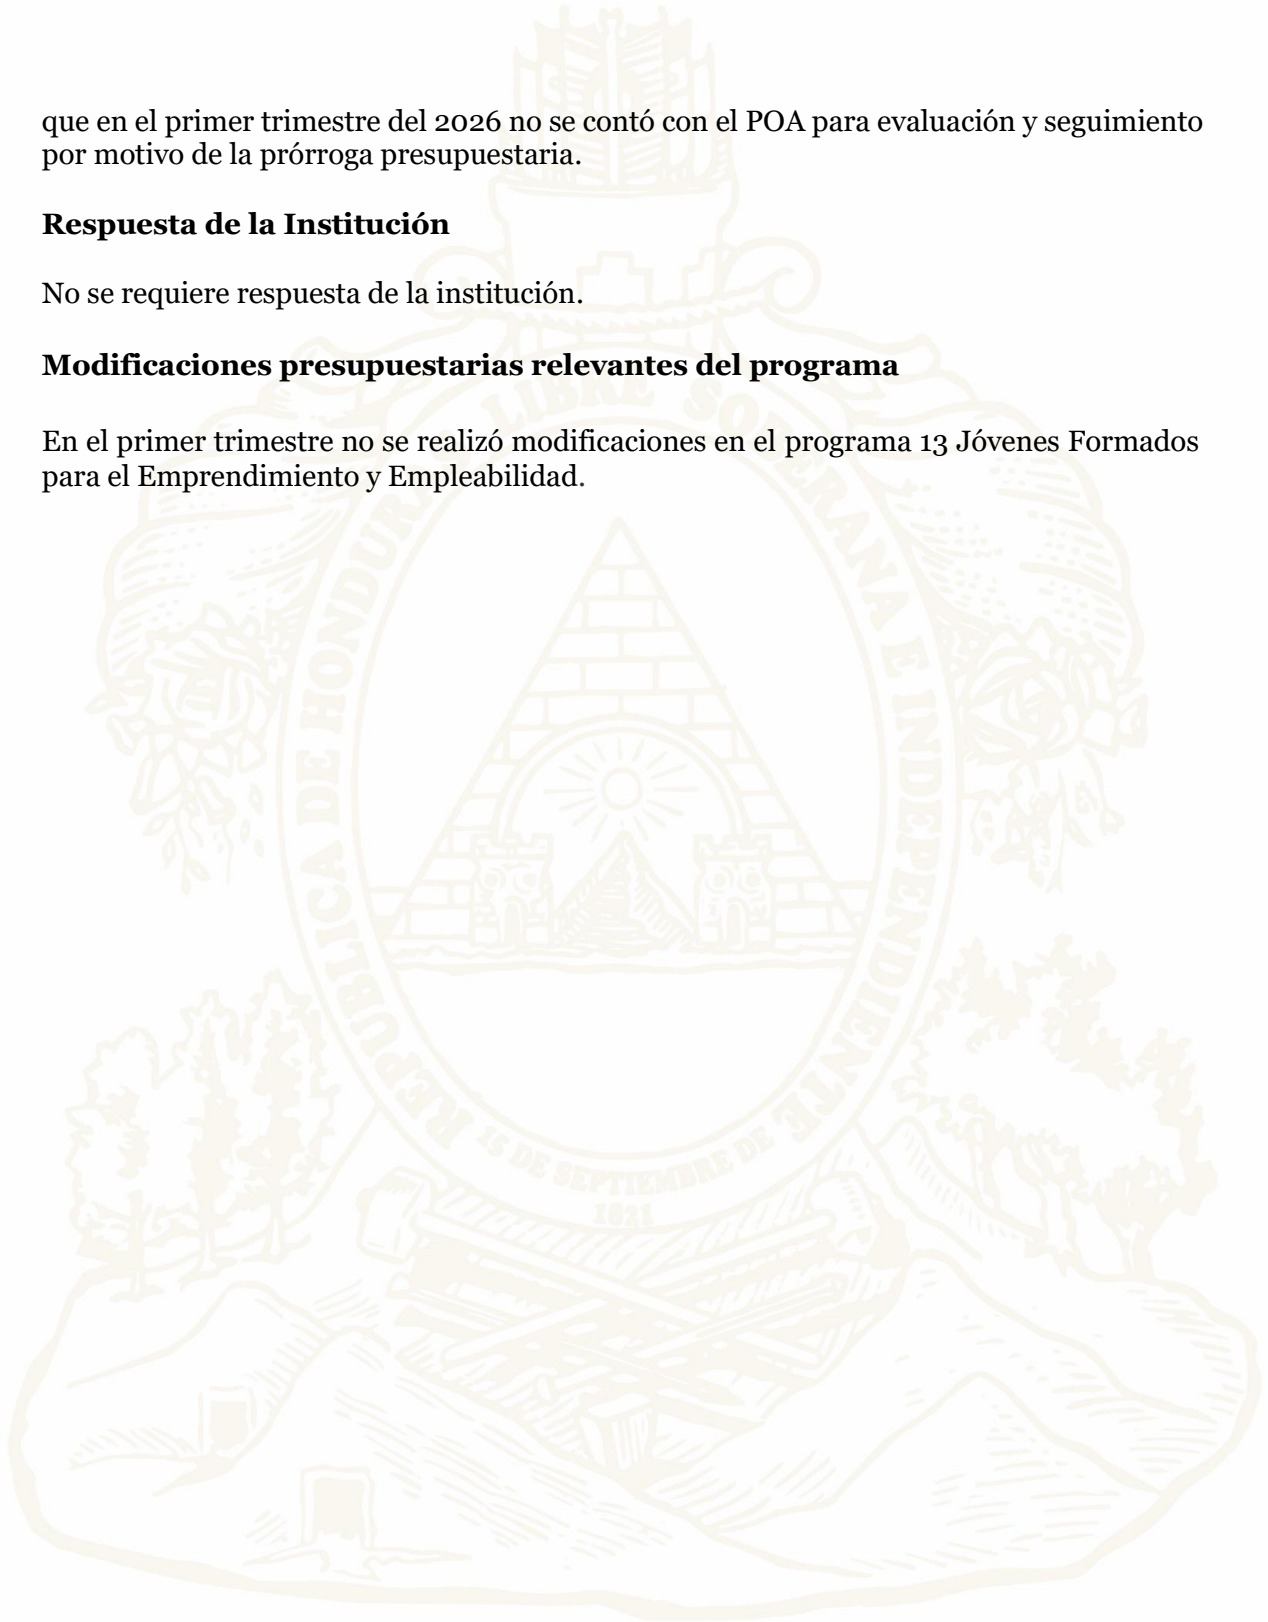 que en el primer trimestre del 2026 no se contó con el POA para evaluación y seguimiento
por motivo de la prórroga presupuestaria.
Respuesta de la Institución
No se requiere respuesta de la institución.
Modificaciones presupuestarias relevantes del programa
En el primer trimestre no se realizó modificaciones en el programa 13 Jóvenes Formados
para el Emprendimiento y Empleabilidad.
REPUBLICA DE HONDURAS LIBRE SOBERANA E INDEPENDIENTE
15 DE SEPTIEMBRE DE
1821